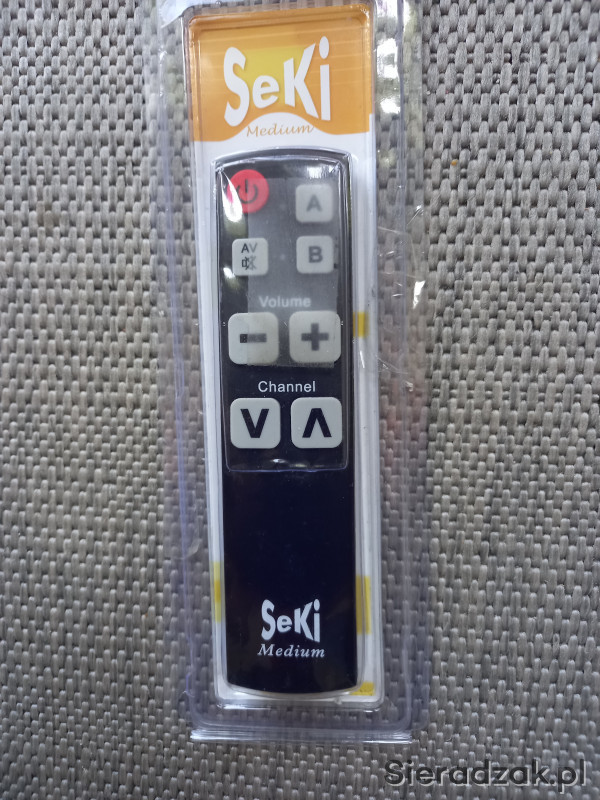 SeKi
Medium
A
AV
B
Volume
- +
Channel
V Λ
SeKi
Medium
Sieradzak.pl